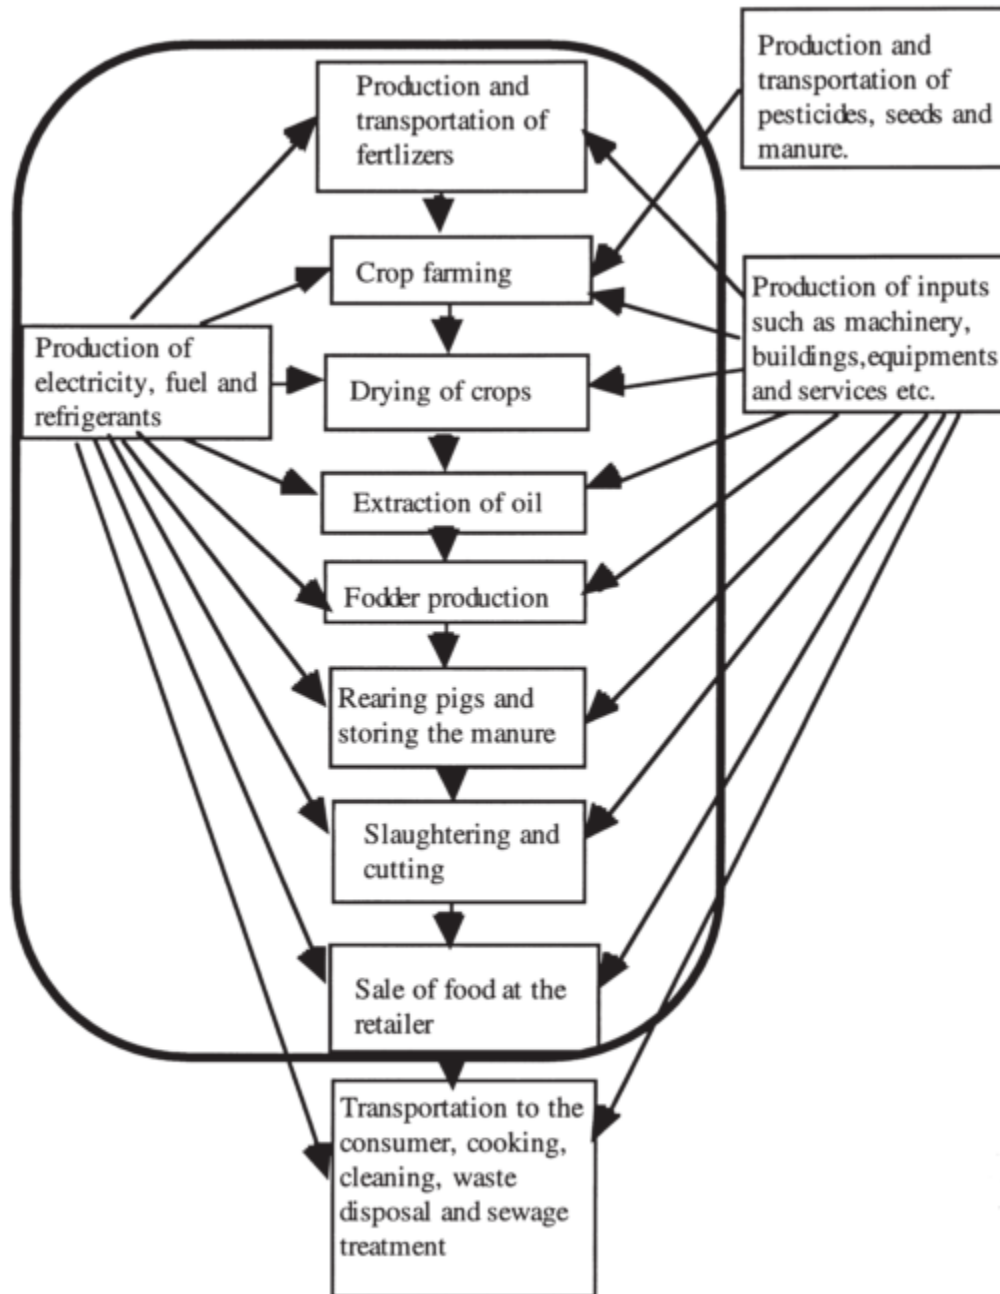 Production and
transportation of
pesticides, seeds and
manure.
Production and
transportation of
fertlizers
Crop farming
Production of inputs
such as machinery,
buildings,equipments
and services etc.
Production of
electricity, fuel and
refrigerants
Drying of crops
Extraction of oil
Fodder production
Rearing pigs and
storing the manure
Slaughtering and
cutting
Sale of food at the
retailer
Transportation to the
consumer, cooking,
cleaning, waste
disposal and sewage
treatment